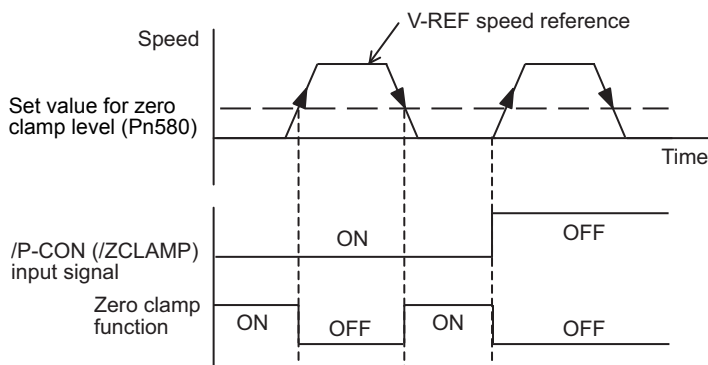 V-REF speed reference
Speed
Set value for zero
clamp level (Pn580)
Time
/P-CON (/ZCLAMP)
input signal
ON
OFF
Zero clamp
function
ON
OFF
ON
OFF